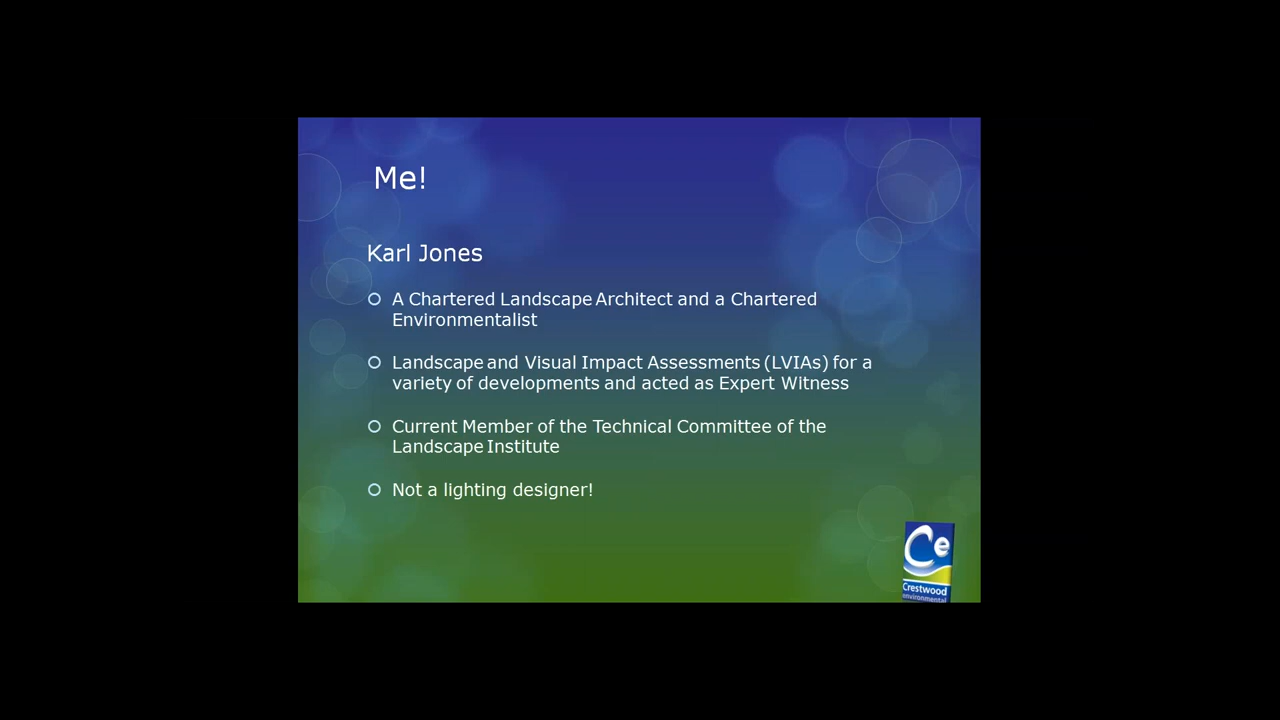 Me!
Karl Jones
A Chartered Landscape Architect and a Chartered
Environmentalist
Landscape and Visual Impact Assessments (LVIAs) for a
variety of developments and acted as Expert Witness
Current Member of the Technical Committee of the
Landscape Institute
Not a lighting designer!
Ce
Crestwood
environmental